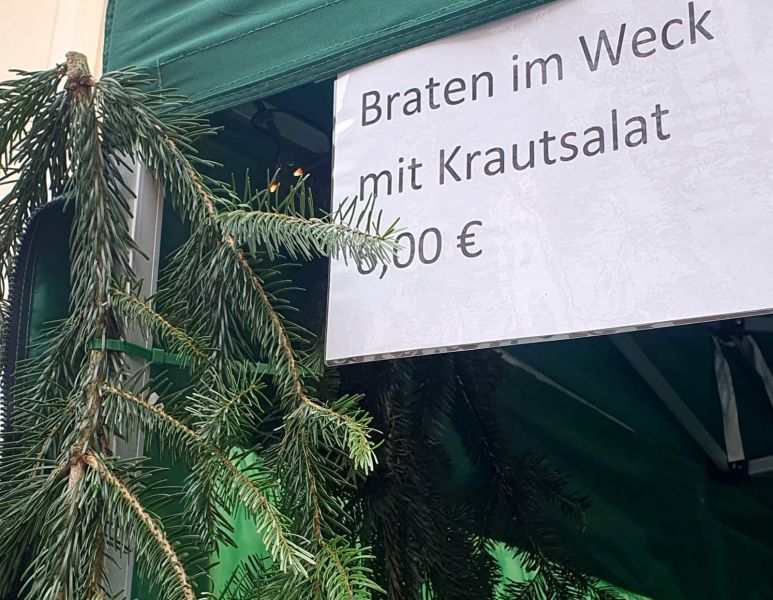 Braten im Weck
mit Krautsalat
,00 €